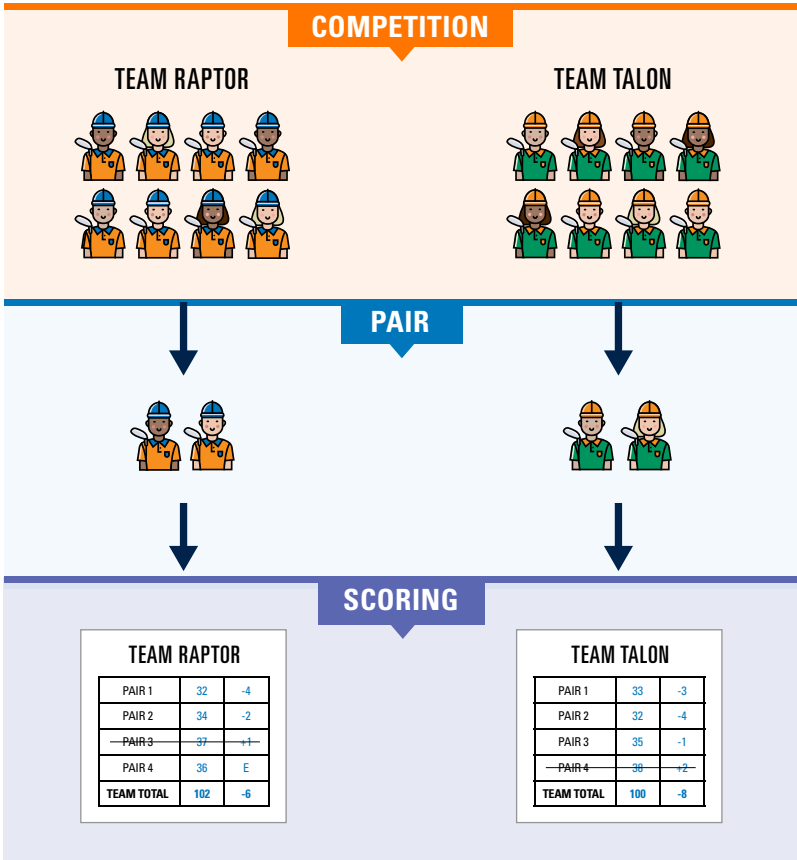 COMPETITION
TEAM RAPTOR
TEAM TALON
PAIR
SCORING
TEAM RAPTOR
PAIR 1 32 -4
PAIR 2 34 -2
PAIR 3 37 +1
PAIR 4 36 E
TEAM TOTAL 102 -6
TEAM TALON
PAIR 1 33 -3
PAIR 2 32 -4
PAIR 3 35 -1
PAIR 4 38 +2
TEAM TOTAL 100 -8